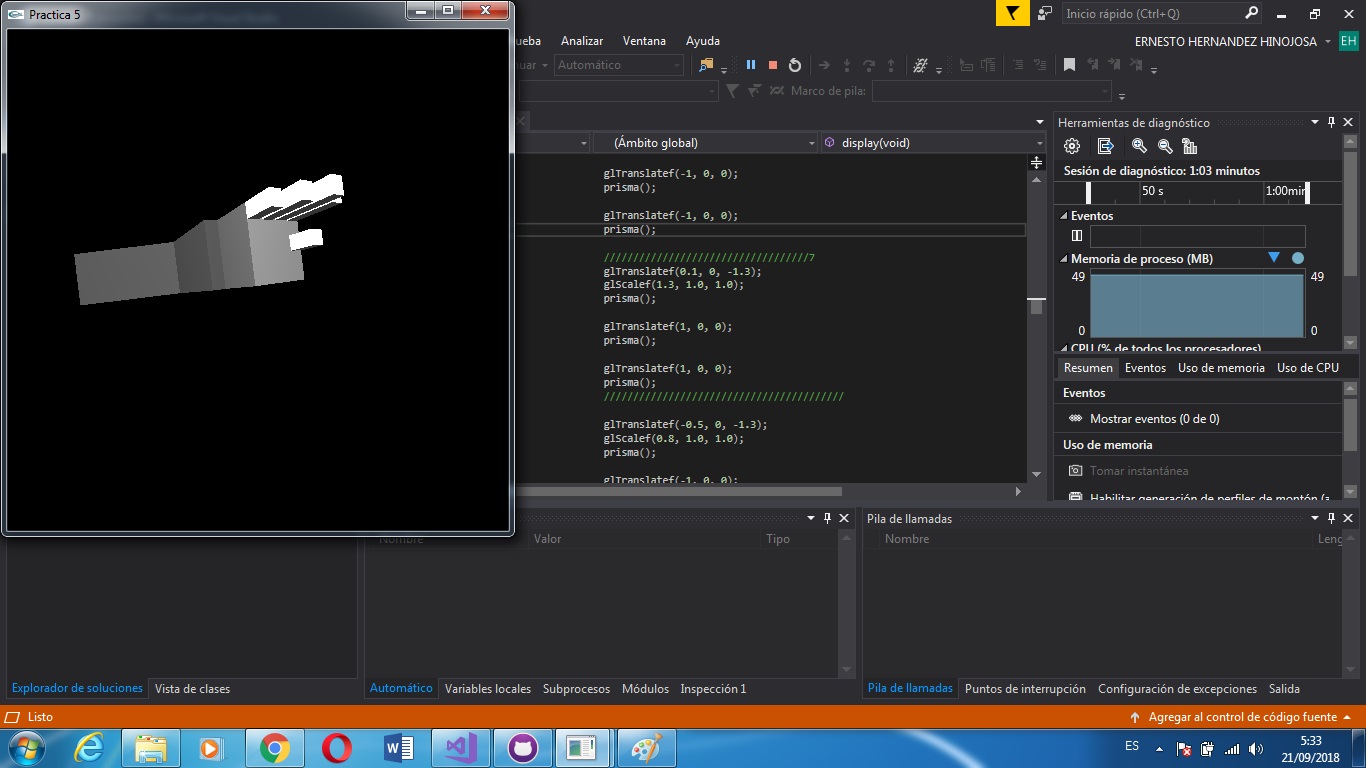 Practica 5
Inicio rápido (Ctrl+Q)
ueba Analizar Ventana Ayuda
ERNESTO HERNANDEZ HINOJOSA EH
nuar Automático
Marco de pila:
(Ámbito global) display(void)
glTranslatef(-1, 0, 0);
prisma();
glTranslatef(-1, 0, 0);
prisma();
///////////////////////////////////7
glTranslatef(0.1, 0, -1.3);
glScalef(1.3, 1.0, 1.0);
prisma();
glTranslatef(1, 0, 0);
prisma();
glTranslatef(1, 0, 0);
prisma();
/////////////////////////////////////////
glTranslatef(-0.5, 0, -1.3);
glScalef(0.8, 1.0, 1.0);
prisma();
glTranslatef(-1, 0, 0);
Herramientas de diagnóstico
Sesión de diagnóstico: 1:03 minutos
50 s 1:00min
Eventos
Memoria de proceso (MB)
49 49
0 0
CPU (% de todos los procesadores)
Resumen Eventos Uso de memoria Uso de CPU
Eventos
Mostrar eventos (0 de 0)
Uso de memoria
Tomar instantánea
Habilitar generación de perfiles de montón (a
Nombre Valor Tipo
Pila de llamadas
Nombre Leng
Explorador de soluciones Vista de clases
Automático Variables locales Subprocesos Módulos Inspección 1
Pila de llamadas Puntos de interrupción Configuración de excepciones Salida
Listo
Agregar al control de código fuente
ES
5:33
21/09/2018